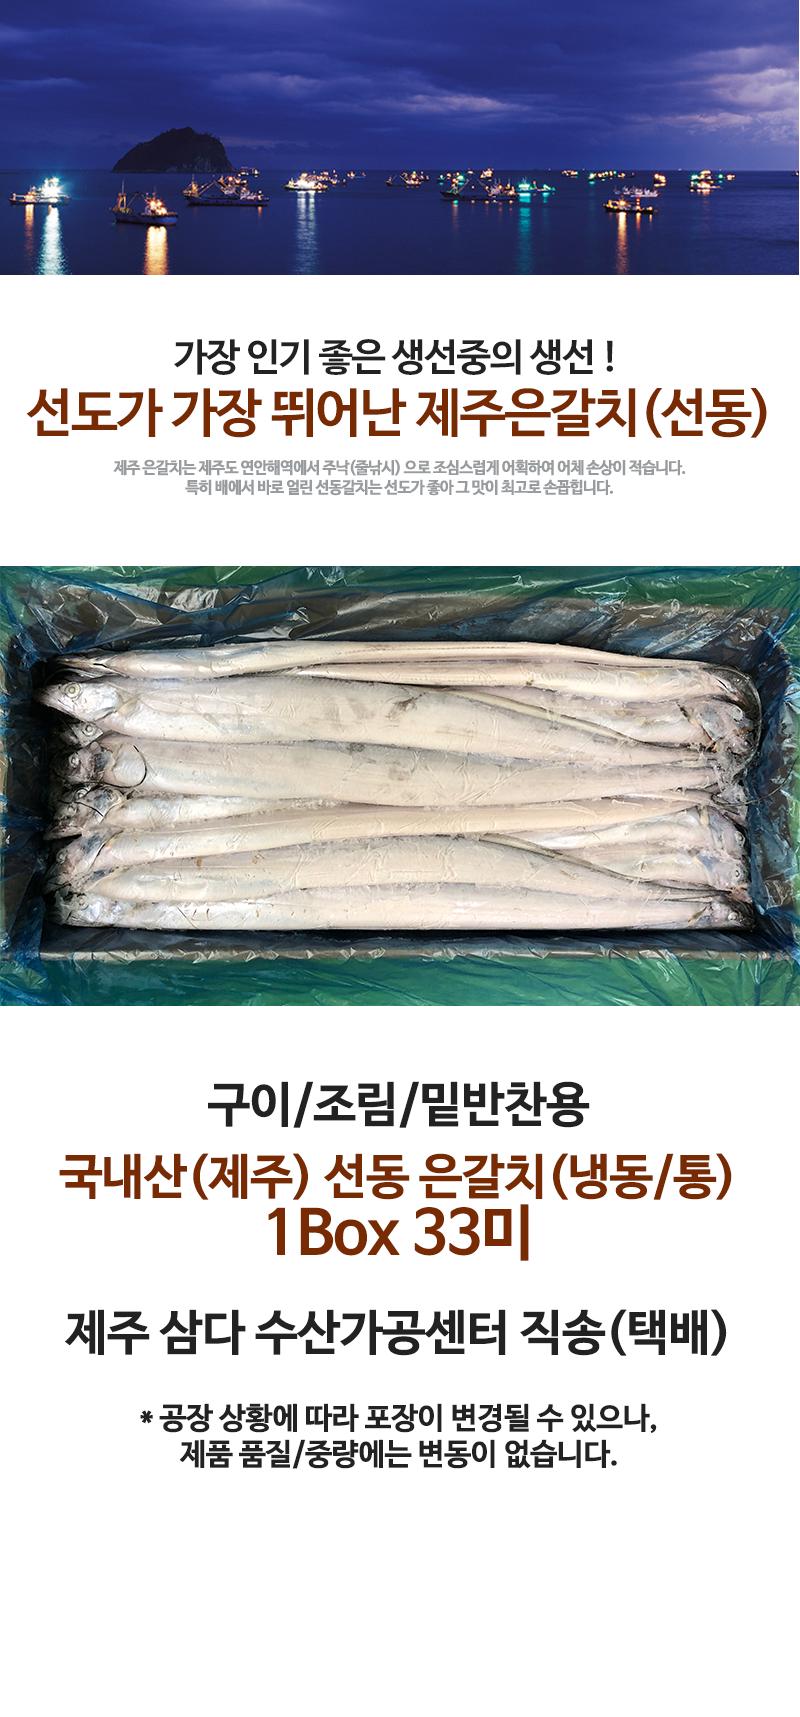 가장 인기 좋은 생선중의 생선 !
선도가 가장 뛰어난 제주은갈치(선동)
제주 은갈치는 제주도 연안해역에서 주낙(줄낚시) 으로 조심스럽게 어획하여 어체 손상이 적습니다.
특히 배에서 바로 얼린 선동갈치는 선도가 좋아 그 맛이 최고로 손꼽힙니다.
구이/조림/밑반찬용
국내산(제주) 선동 은갈치(냉동/통)
1Box 33미
제주 삼다 수산가공센터 직송(택배)
* 공장 상황에 따라 포장이 변경될 수 있으나,
제품 품질/중량에는 변동이 없습니다.